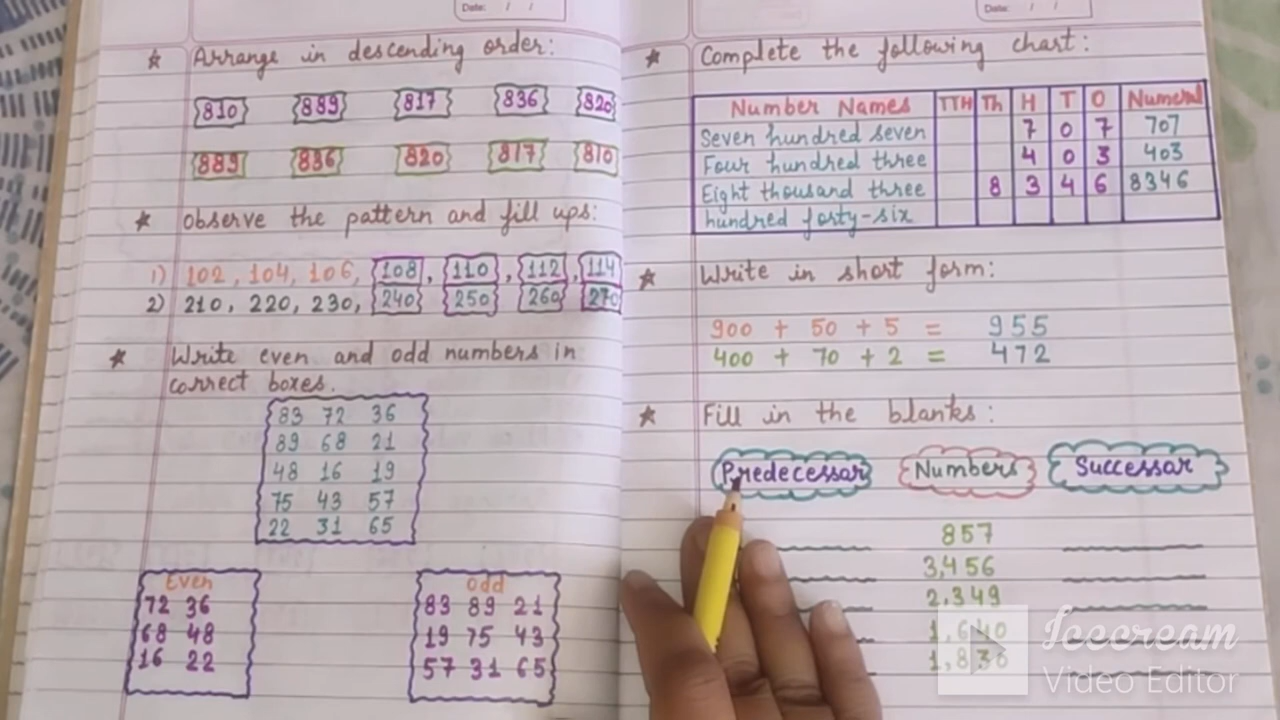 Date: / /
★ Arrange in descending order:
810 889 817 836 820
889 836 820 817 810
★ Observe the pattern and fill ups:
1) 102, 104, 106, 108, 110, 112, 114
2) 210, 220, 230, 240 250 260 270
★ Write even and odd numbers in
correct boxes.
83 72 36
89 68 21
48 16 19
75 43 57
22 31 65
Even
72 36
68 48
16 22
Odd
83 89 21
19 75 43
57 31 65
Date: / /
★ Complete the following chart:
Number Names TTH Th H T O Numeral
Seven hundred seven 7 0 7 707
Four hundred three 4 0 3 403
Eight thousand three 8 3 4 6 8346
hundred forty-six
★ Write in short form:
900 + 50 + 5 = 955
400 + 70 + 2 = 472
★ Fill in the blanks:
Predecessar Numbers Successar
857
3,456
2,349
1,640
1,836
Icecream
Video Editor